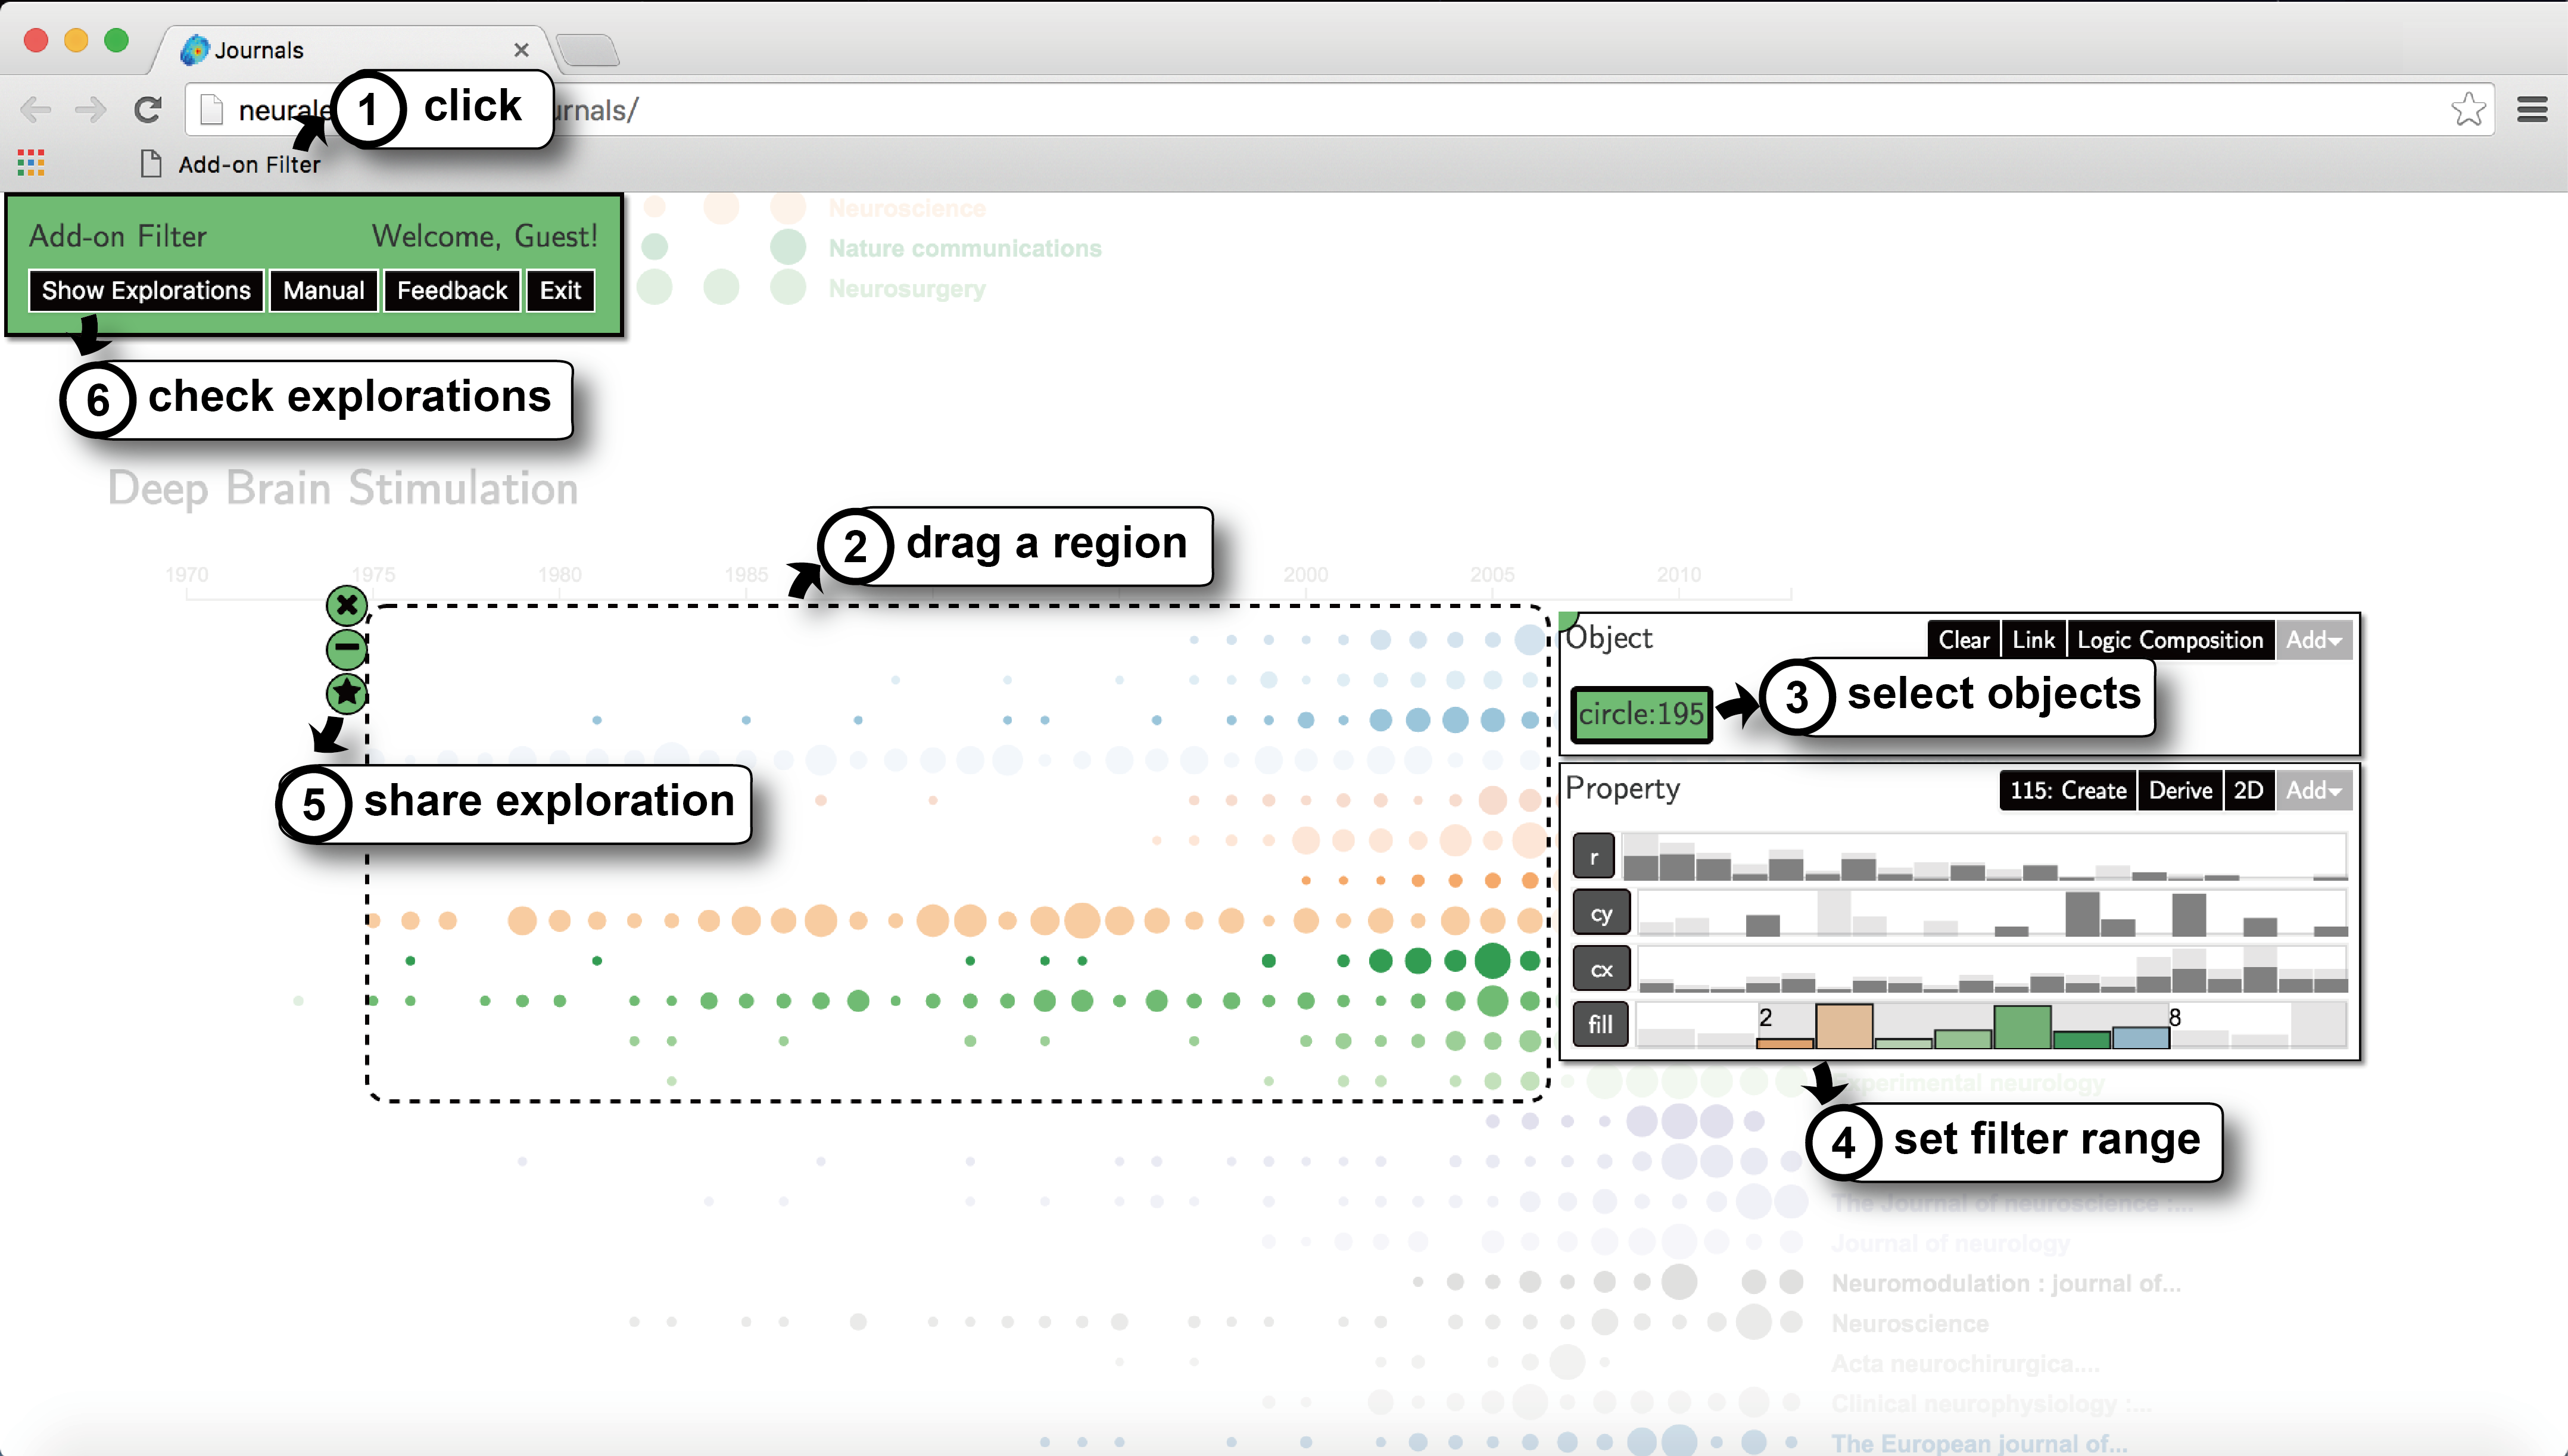 Journals
neurale
urnals/
1 click
Add-on Filter
Add-on Filter Welcome, Guest!
Show Explorations Manual Feedback Exit
Neuroscience
Nature communications
Neurosurgery
6 check explorations
Deep Brain Stimulation
2 drag a region
1970 1975 1980 1985 2000 2005 2010
Object Clear Link Logic Composition Add
circle:195
3 select objects
5 share exploration
Property 115: Create Derive 2D Add
r
cy
cx
fill 2 8
Experimental neurology
4 set filter range
The Journal of neuroscience :...
Journal of neurology
Neuromodulation : journal of...
Neuroscience
Acta neurochirurgica....
Clinical neurophysiology :...
The European journal of...